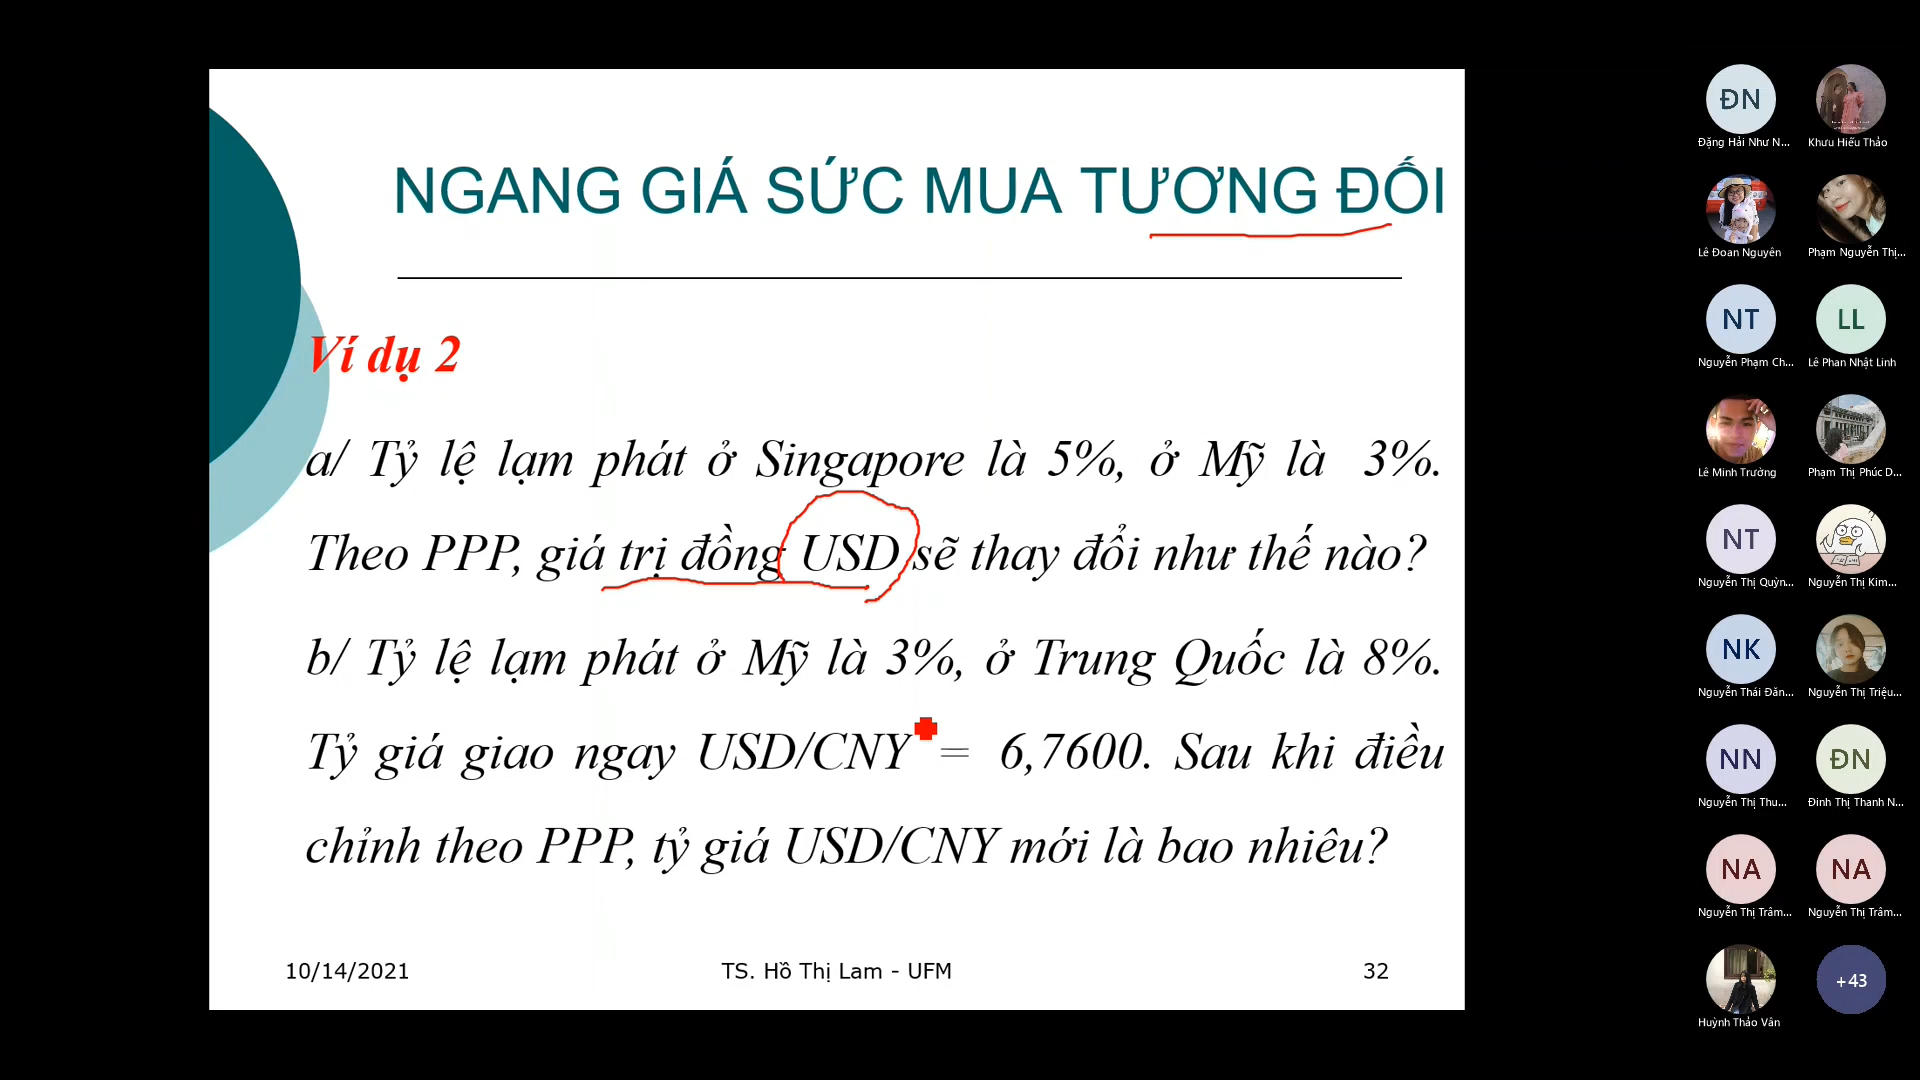 NGANG GIÁ SỨC MUA TƯƠNG ĐỐI
Ví dụ 2
a/ Tỷ lệ lạm phát ở Singapore là 5%, ở Mỹ là 3%.
Theo PPP, giá trị đồng USD sẽ thay đổi như thế nào?
b/ Tỷ lệ lạm phát ở Mỹ là 3%, ở Trung Quốc là 8%.
Tỷ giá giao ngay USD/CNY = 6,7600. Sau khi điều
chỉnh theo PPP, tỷ giá USD/CNY mới là bao nhiêu?
10/14/2021
TS. Hồ Thị Lam - UFM
32
ĐN
Đặng Hải Như N...
Khưu Hiếu Thảo
Lê Đoan Nguyên
Phạm Nguyễn Thị...
NT
Nguyễn Phạm Ch...
LL
Lê Phan Nhật Linh
Lê Minh Trường
Phạm Thị Phúc D...
NT
Nguyễn Thị Quỳn...
Nguyễn Thị Kim...
NK
Nguyễn Thái Đăn...
Nguyễn Thị Triệu...
NN
Nguyễn Thị Thu...
ĐN
Đinh Thị Thanh N...
NA
Nguyễn Thị Trâm...
NA
Nguyễn Thị Trâm...
Huỳnh Thảo Vân
+43